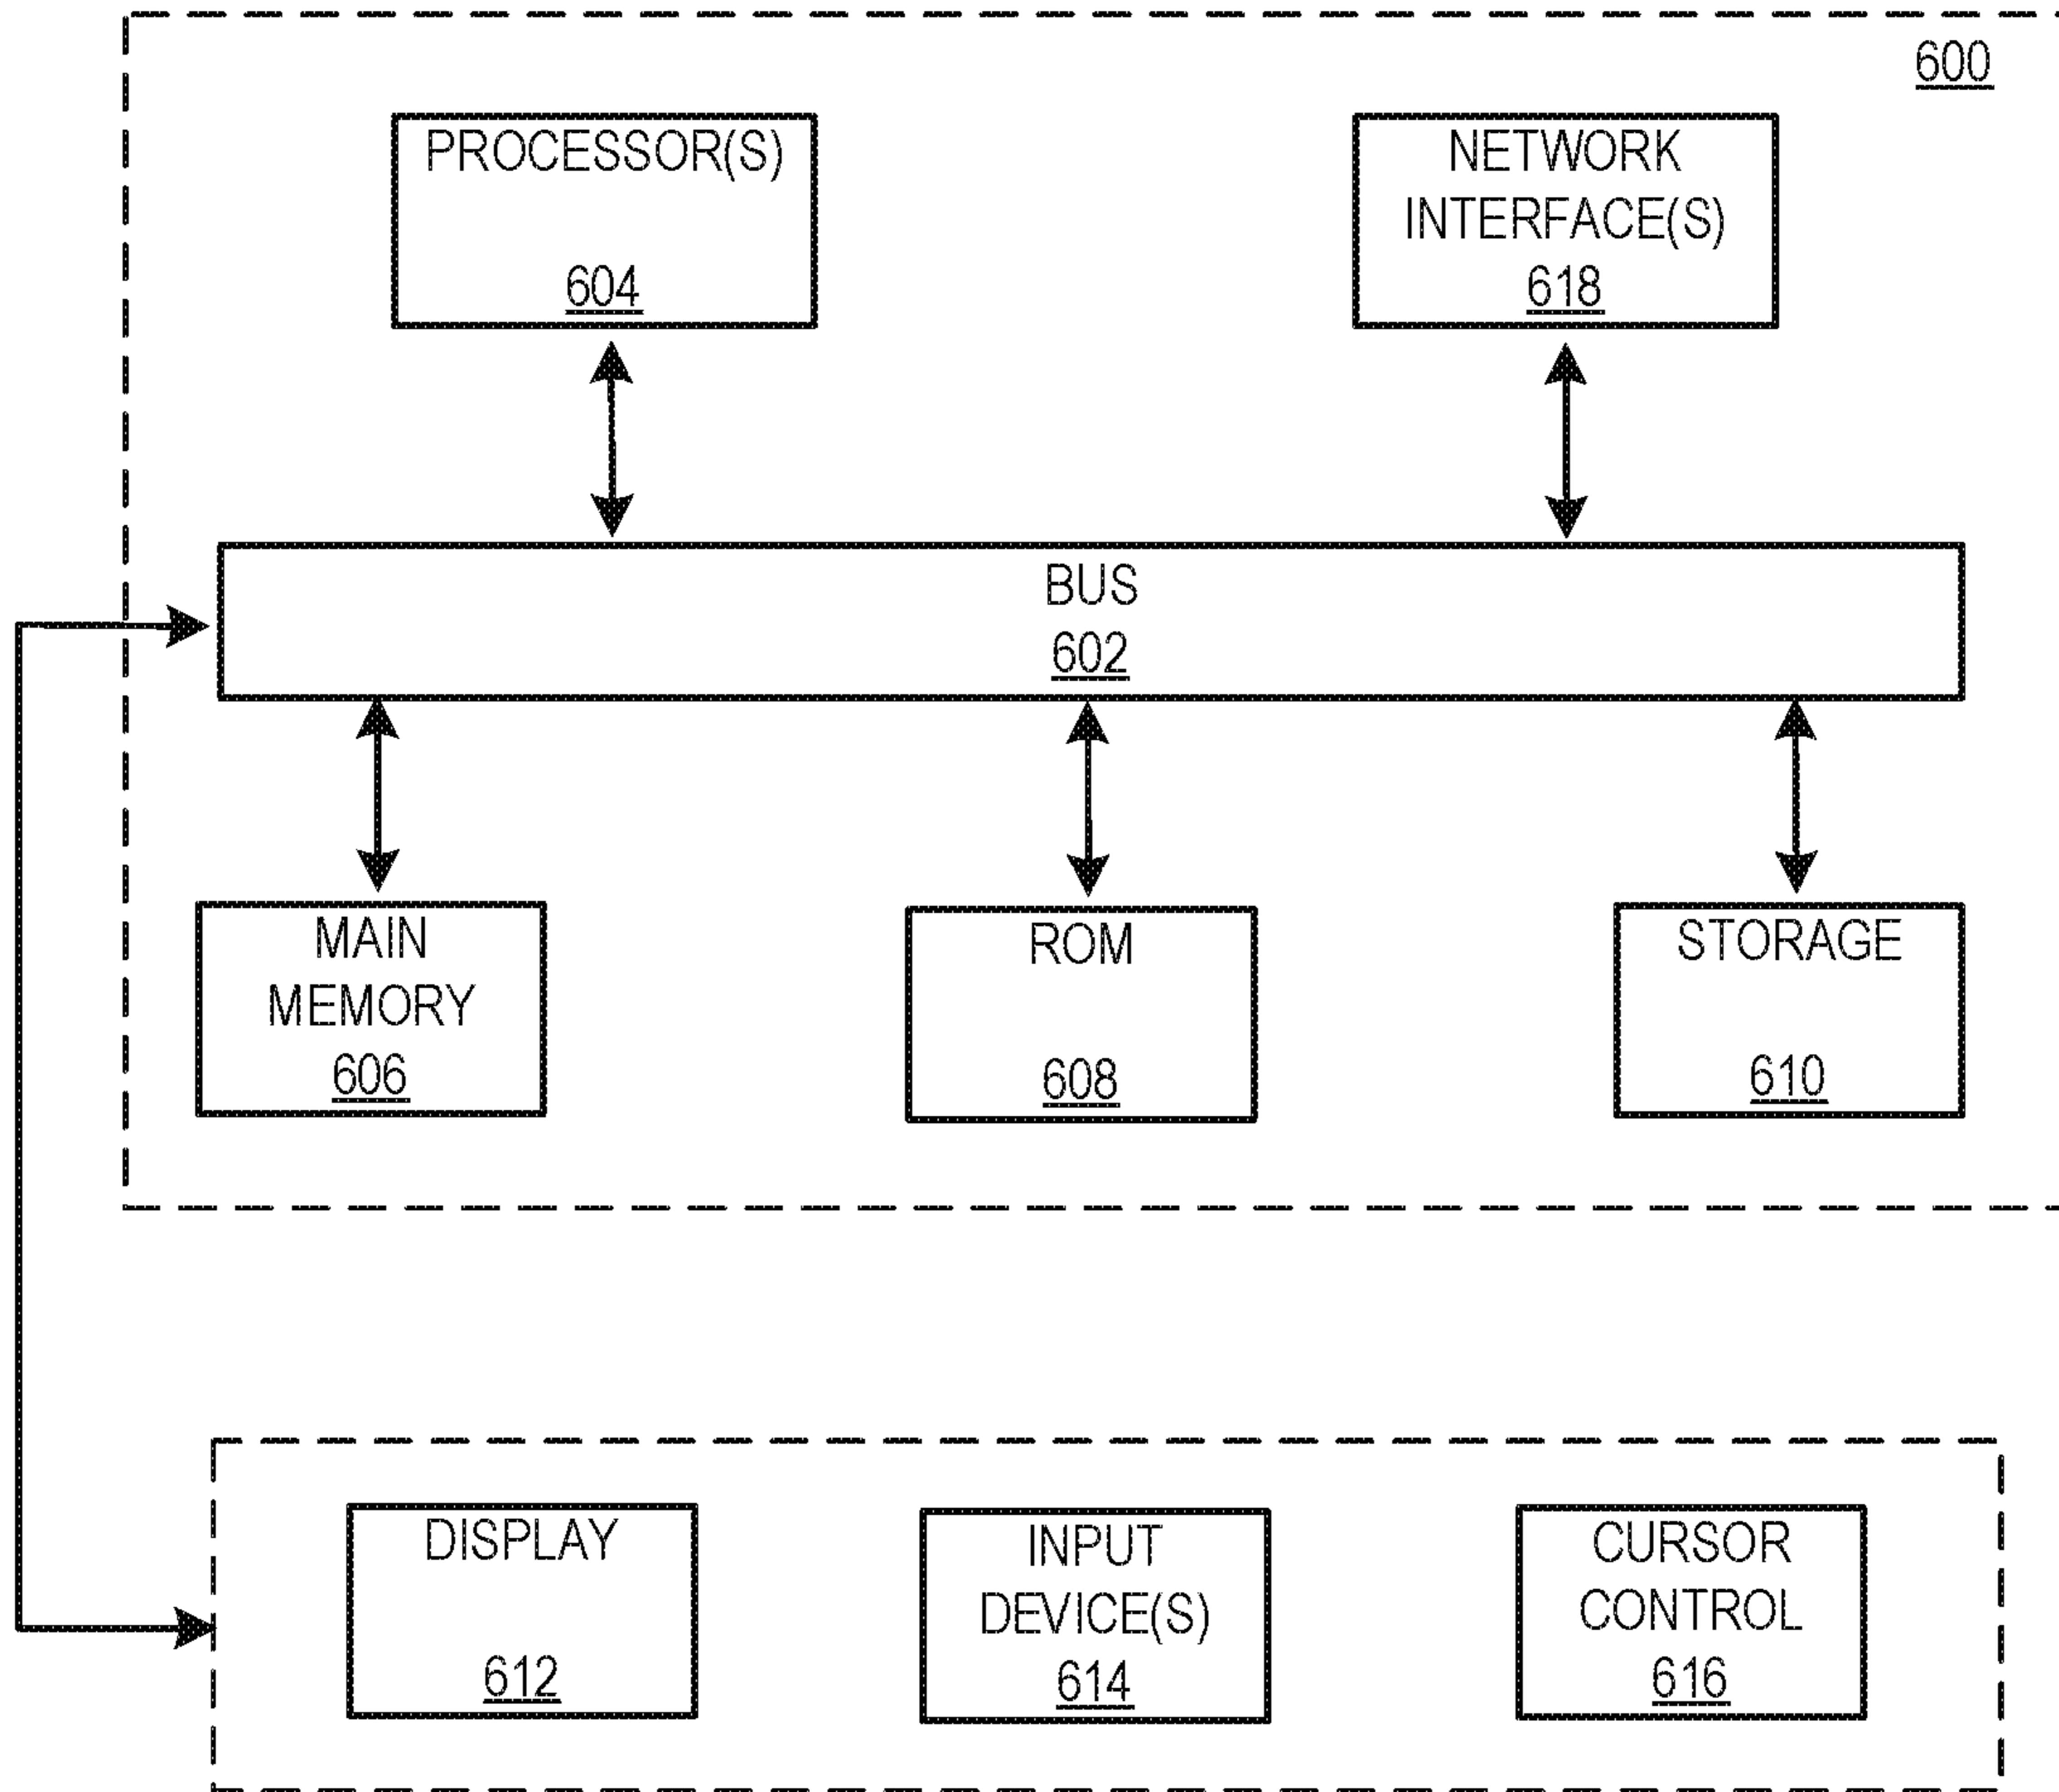 600
PROCESSOR(S)
604
NETWORK
INTERFACE(S)
618
BUS
602
MAIN
MEMORY
606
ROM
608
STORAGE
610
DISPLAY
612
INPUT
DEVICE(S)
614
CURSOR
CONTROL
616